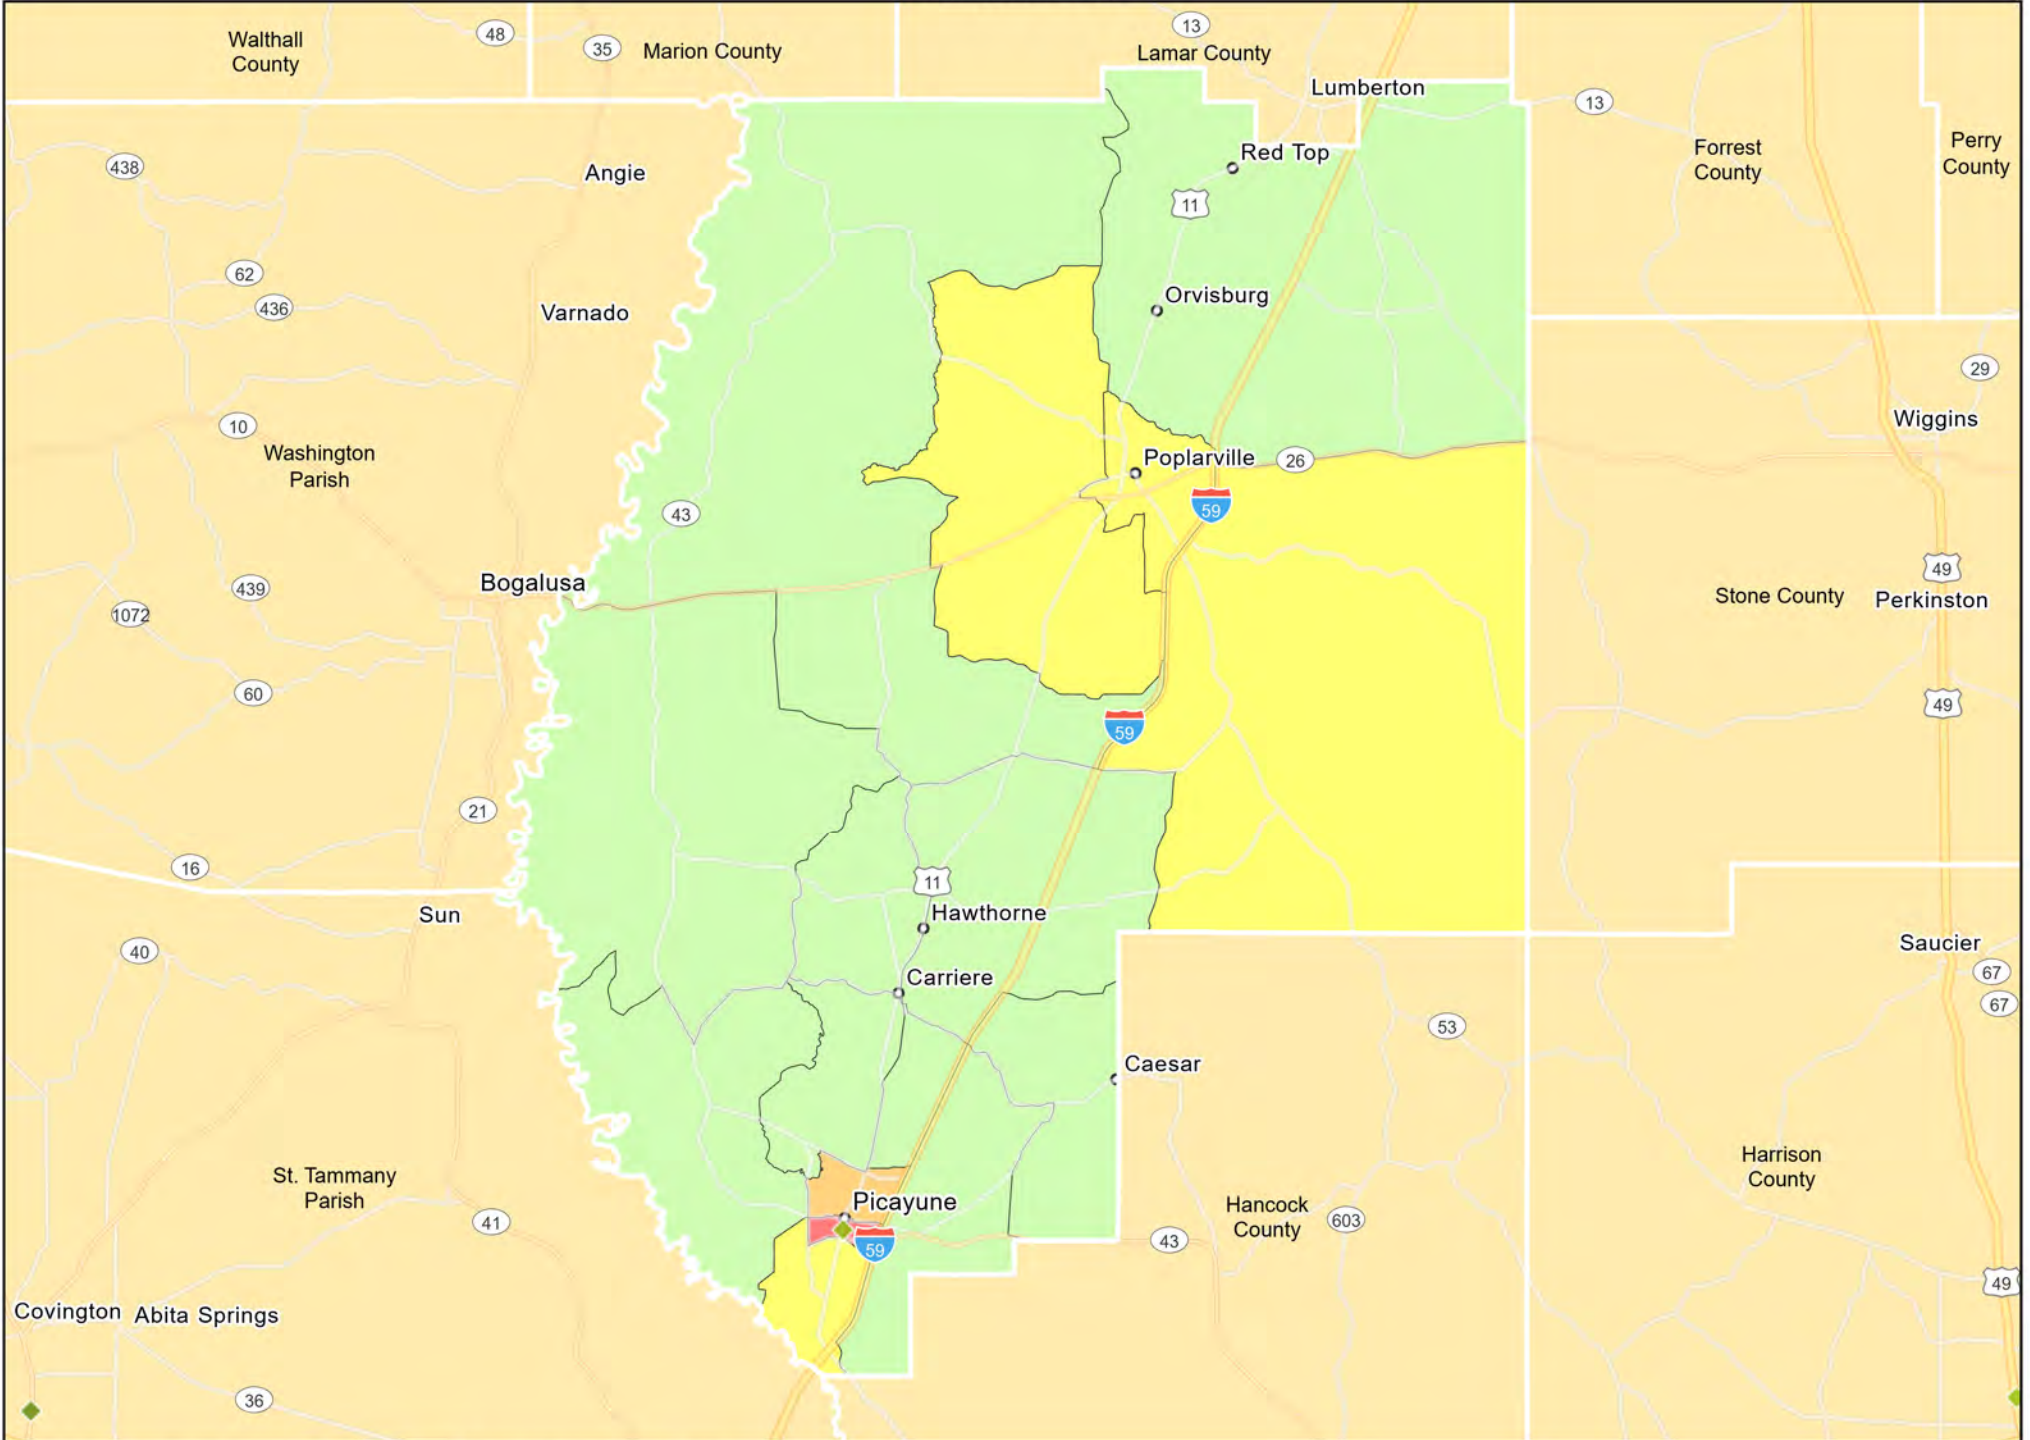 13
48
Walthall
County
35
Marion County
Lamar County
Lumberton
13
Perry
County
Forrest
County
Red Top
438
Angie
11
62
Orvisburg
436
Varnado
29
Wiggins
10
Washington
Parish
Poplarville
26
59
43
49
Bogalusa
439
Stone County
Perkinston
1072
60
49
59
21
16
11
Sun
Hawthorne
Saucier
40
67
Carriere
67
53
Caesar
St. Tammany
Parish
Harrison
County
Picayune
Hancock
County
41
603
43
59
49
Covington
Abita Springs
36